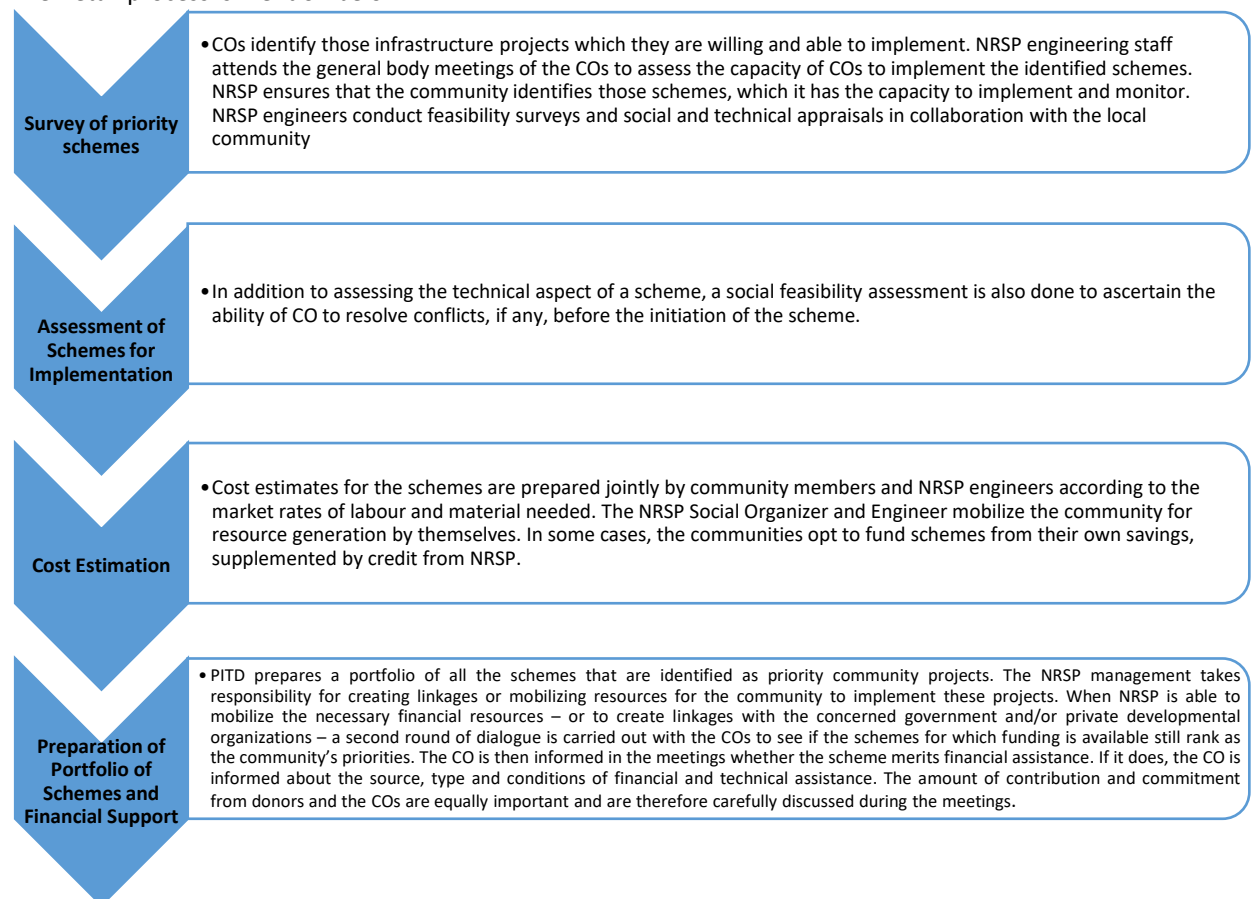 •COs identify those infrastructure projects which they are willing and able to implement. NRSP engineering staff
attends the general body meetings of the COs to assess the capacity of COs to implement the identified schemes.
NRSP ensures that the community identifies those schemes, which it has the capacity to implement and monitor.
NRSP engineers conduct feasibility surveys and social and technical appraisals in collaboration with the local
community
Survey of priority
schemes
•In addition to assessing the technical aspect of a scheme, a social feasibility assessment is also done to ascertain the
ability of CO to resolve conflicts, if any, before the initiation of the scheme.
Assessment of
Schemes for
Implementation
•Cost estimates for the schemes are prepared jointly by community members and NRSP engineers according to the
market rates of labour and material needed. The NRSP Social Organizer and Engineer mobilize the community for
resource generation by themselves. In some cases, the communities opt to fund schemes from their own savings,
supplemented by credit from NRSP.
Cost Estimation
• PITD prepares a portfolio of all the schemes that are identified as priority community projects. The NRSP management takes
responsibility for creating linkages or mobilizing resources for the community to implement these projects. When NRSP is able to
mobilize the necessary financial resources – or to create linkages with the concerned government and/or private developmental
organizations – a second round of dialogue is carried out with the COs to see if the schemes for which funding is available still rank as
the community's priorities. The CO is then informed in the meetings whether the scheme merits financial assistance. If it does, the CO is
informed about the source, type and conditions of financial and technical assistance. The amount of contribution and commitment
from donors and the COs are equally important and are therefore carefully discussed during the meetings.
Preparation of
Portfolio of
Schemes and
Financial Support